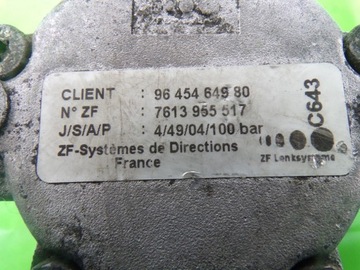 CLIENT : 96 454 649 80
N° ZF : 7613 955 517
J/S/A/P : 4/49/04/100 bar
ZF-Systèmes de Directions
France
C643
ZF Lenksysteme